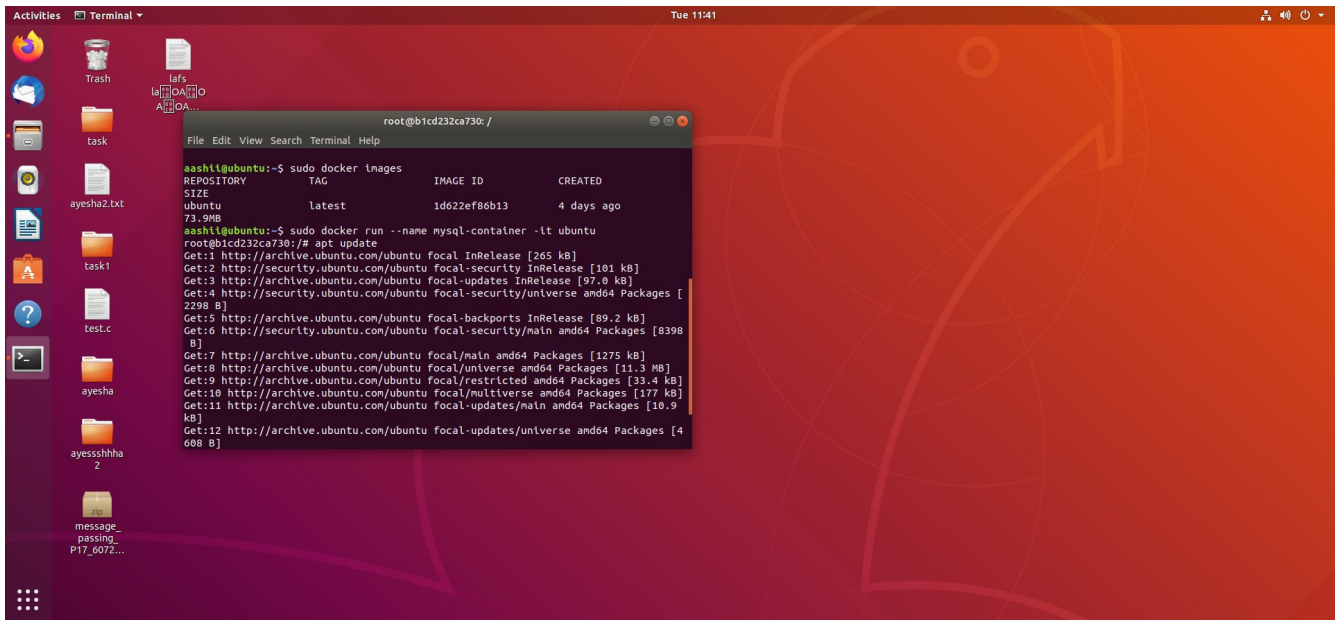 Activities Terminal Tue 11:41
Trash
lafs
task
ayesha2.txt
task1
test.c
ayesha
ayessshhha
2
zip
message_
passing_
P17_6072...
root@b1cd232ca730: /
File Edit View Search Terminal Help
aashii@ubuntu:~$ sudo docker images
REPOSITORY TAG IMAGE ID CREATED
SIZE
ubuntu latest 1d622ef86b13 4 days ago
73.9MB
aashii@ubuntu:~$ sudo docker run --name mysql-container -it ubuntu
root@b1cd232ca730:/# apt update
Get:1 http://archive.ubuntu.com/ubuntu focal InRelease [265 kB]
Get:2 http://security.ubuntu.com/ubuntu focal-security InRelease [101 kB]
Get:3 http://archive.ubuntu.com/ubuntu focal-updates InRelease [97.0 kB]
Get:4 http://security.ubuntu.com/ubuntu focal-security/universe amd64 Packages [
2298 B]
Get:5 http://archive.ubuntu.com/ubuntu focal-backports InRelease [89.2 kB]
Get:6 http://security.ubuntu.com/ubuntu focal-security/main amd64 Packages [8398
B]
Get:7 http://archive.ubuntu.com/ubuntu focal/main amd64 Packages [1275 kB]
Get:8 http://archive.ubuntu.com/ubuntu focal/universe amd64 Packages [11.3 MB]
Get:9 http://archive.ubuntu.com/ubuntu focal/restricted amd64 Packages [33.4 kB]
Get:10 http://archive.ubuntu.com/ubuntu focal/multiverse amd64 Packages [177 kB]
Get:11 http://archive.ubuntu.com/ubuntu focal-updates/main amd64 Packages [10.9
kB]
Get:12 http://archive.ubuntu.com/ubuntu focal-updates/universe amd64 Packages [4
608 B]